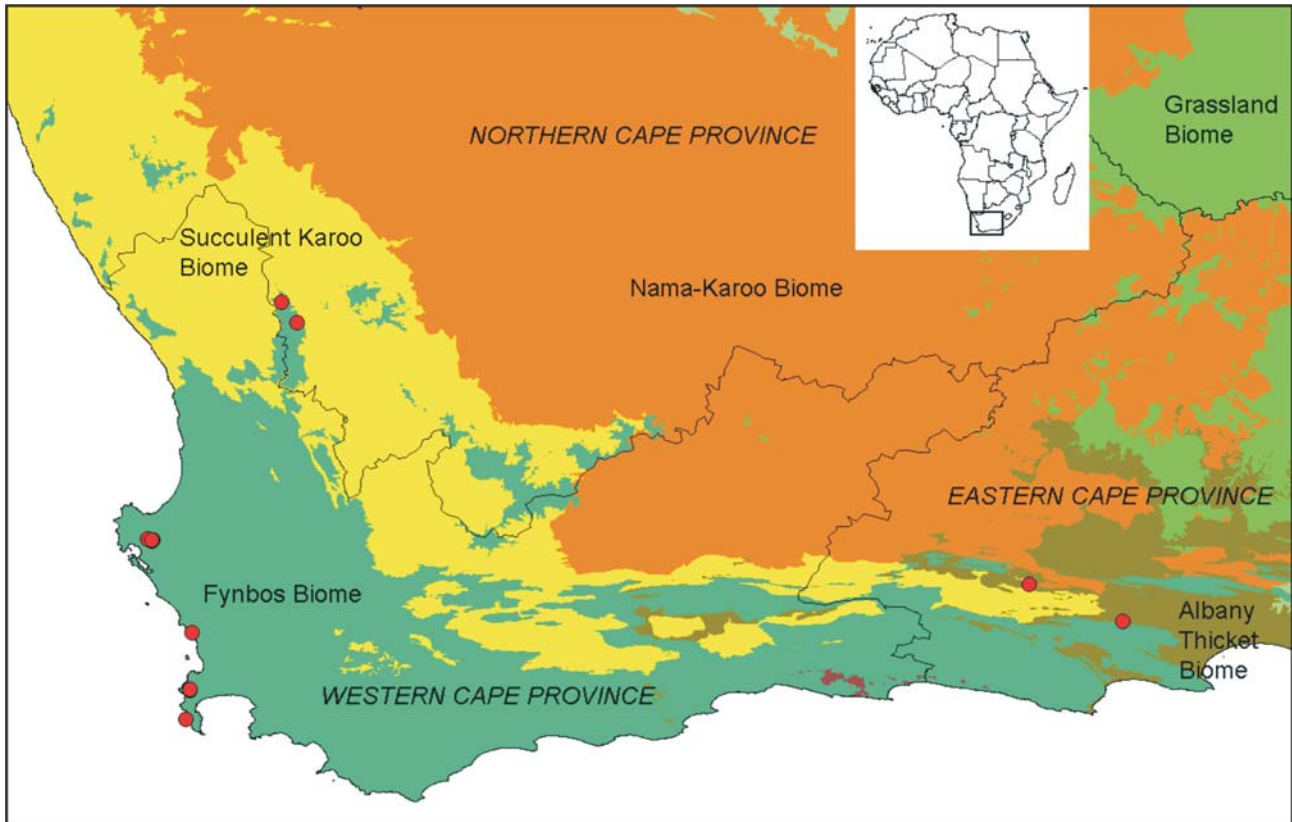 Grassland
Biome
NORTHERN CAPE PROVINCE
Succulent Karoo
Biome
Nama-Karoo Biome
EASTERN CAPE PROVINCE
Fynbos Biome
Albany
Thicket
Biome
WESTERN CAPE PROVINCE